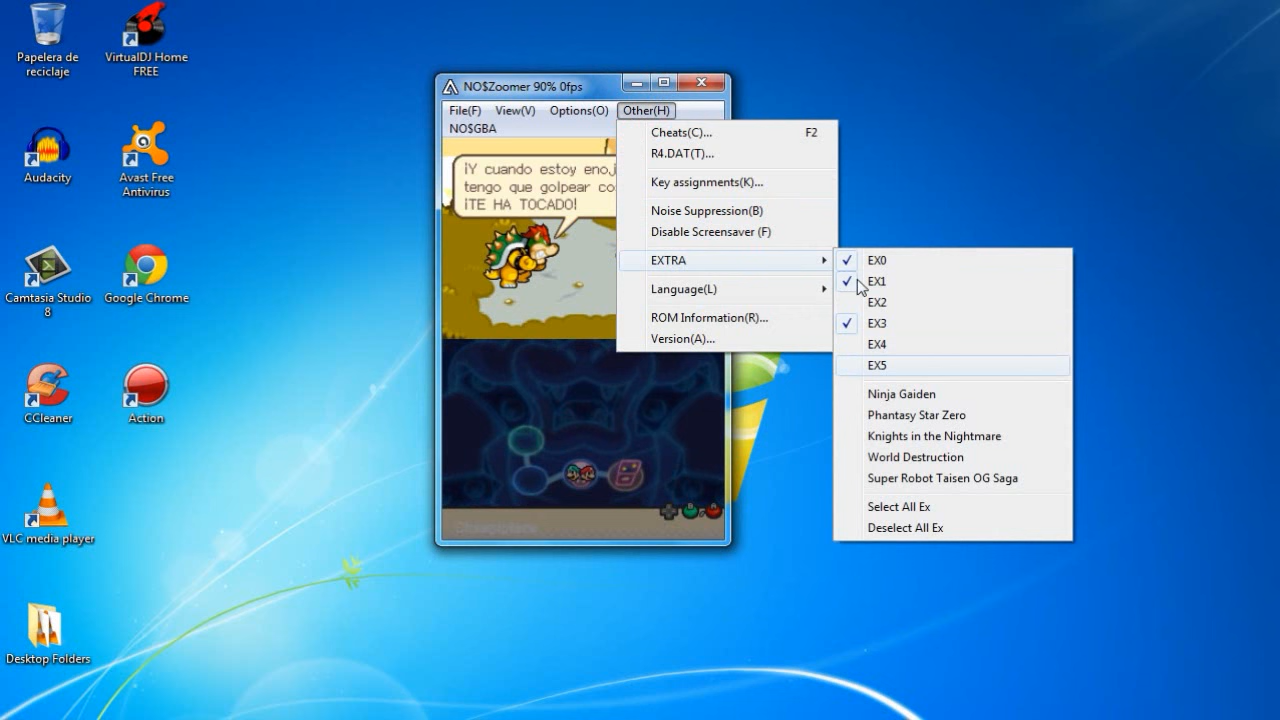 Papelera de
reciclaje
VirtualDJ Home
FREE
Audacity
Avast Free
Antivirus
Camtasia Studio
8
Google Chrome
CCleaner
Action
VLC media player
Desktop Folders
NO$Zoomer 90% 0fps
File(F) View(V) Options(O) Other(H)
NO$GBA
¡Y cuando estoy enoj
tengo que golpear co
¡TE HA TOCADO!
Cheats(C)... F2
R4.DAT(T)...
Key assignments(K)...
Noise Suppression(B)
Disable Screensaver (F)
EXTRA
Language(L)
ROM Information(R)...
Version(A)...
EX0
EX1
EX2
EX3
EX4
EX5
Ninja Gaiden
Phantasy Star Zero
Knights in the Nightmare
World Destruction
Super Robot Taisen OG Saga
Select All Ex
Deselect All Ex